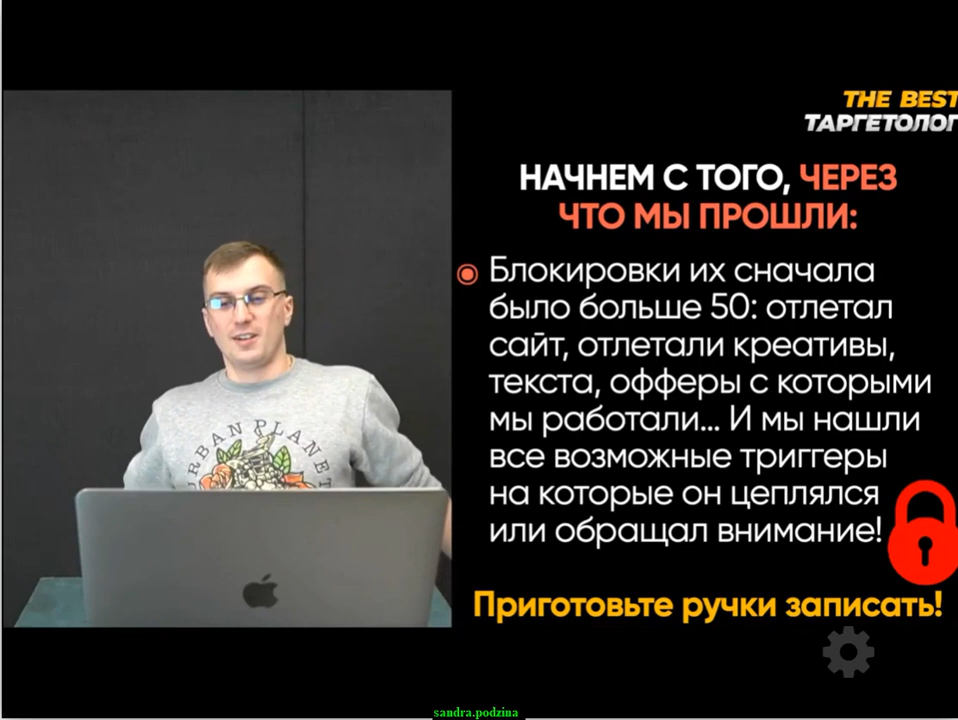 THE BEST
ТАРГЕТОЛОГ
НАЧНЕМ С ТОГО, ЧЕРЕЗ
ЧТО МЫ ПРОШЛИ:
Блокировки их сначала
было больше 50: отлетал
сайт, отлетали креативы,
текста, офферы с которыми
мы работали... И мы нашли
все возможные триггеры
на которые он цеплялся
или обращал внимание!
Приготовьте ручки записать!
URBAN PLANET
sandra.podzina